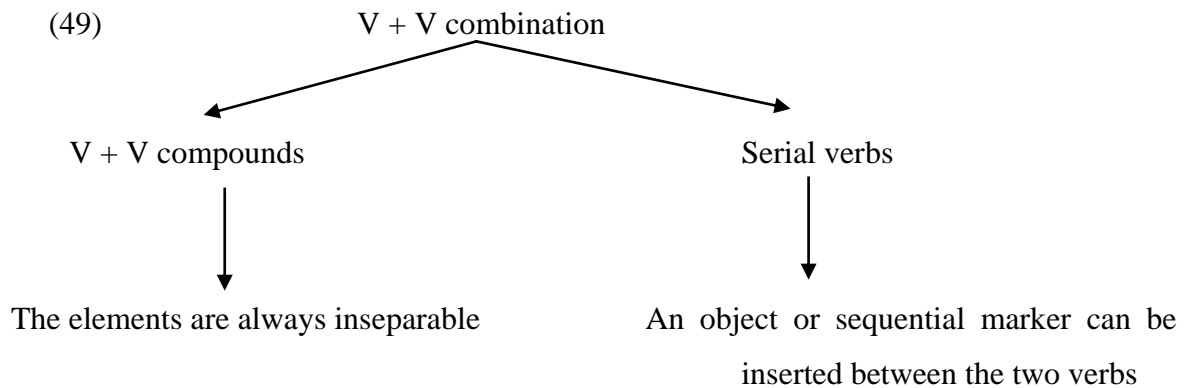 (49) V + V combination
V + V compounds Serial verbs
The elements are always inseparable An object or sequential marker can be
inserted between the two verbs